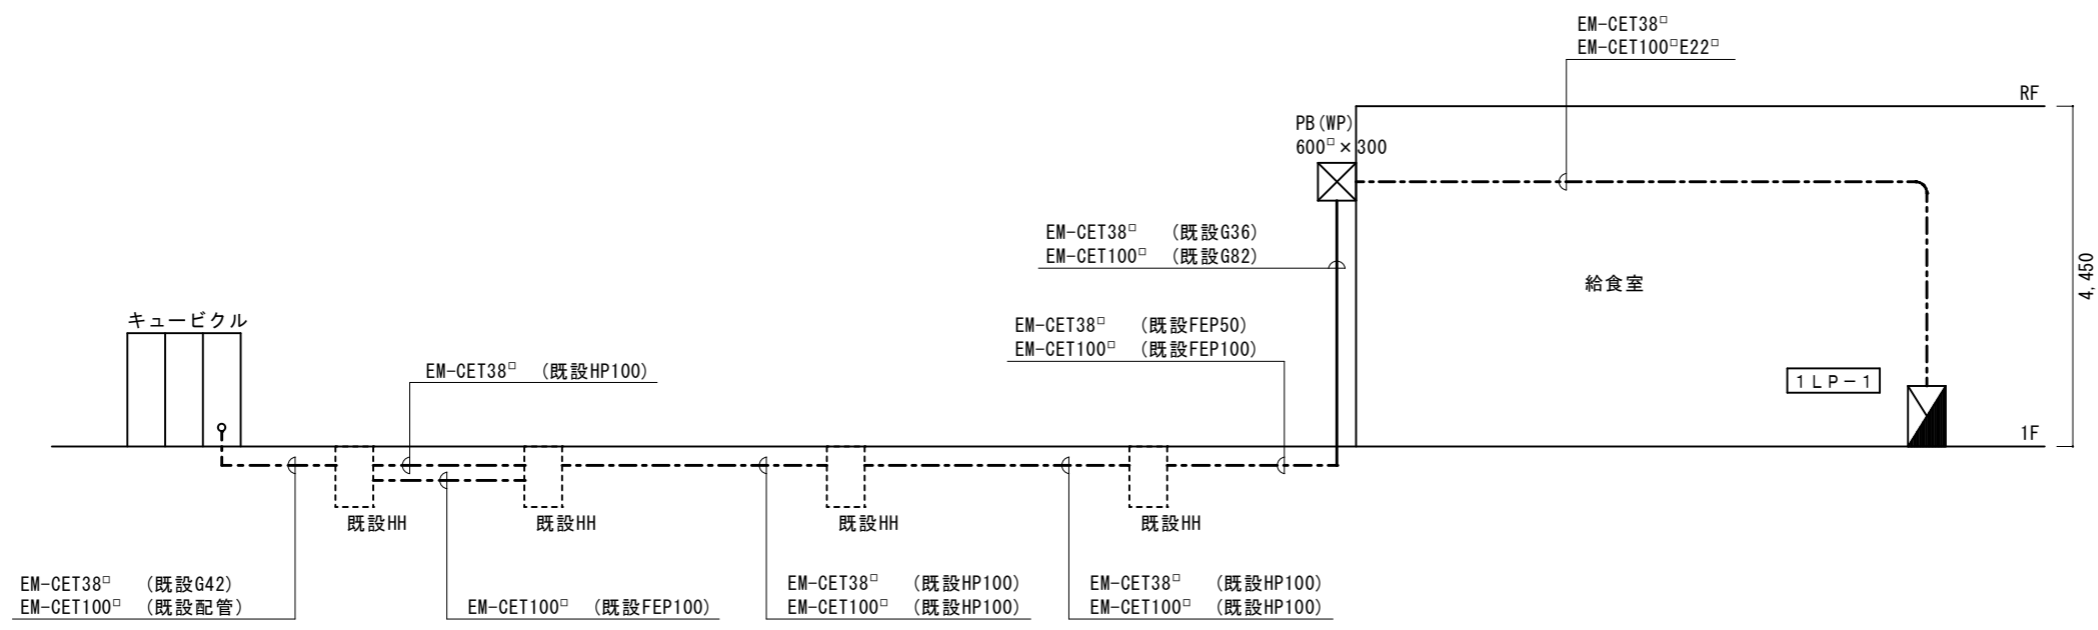 EM-CET38□
EM-CET100□E22□
RF
PB(WP)
600□×300
EM-CET38□ (既設G36)
EM-CET100□ (既設G82)
4,450
給食室
キュービクル
EM-CET38□ (既設FEP50)
EM-CET100□ (既設FEP100)
EM-CET38□ (既設HP100)
1LP-1
1F
既設HH
既設HH
既設HH
既設HH
EM-CET38□ (既設G42)
EM-CET100□ (既設配管)
EM-CET100□ (既設FEP100)
EM-CET38□ (既設HP100)
EM-CET100□ (既設HP100)
EM-CET38□ (既設HP100)
EM-CET100□ (既設HP100)